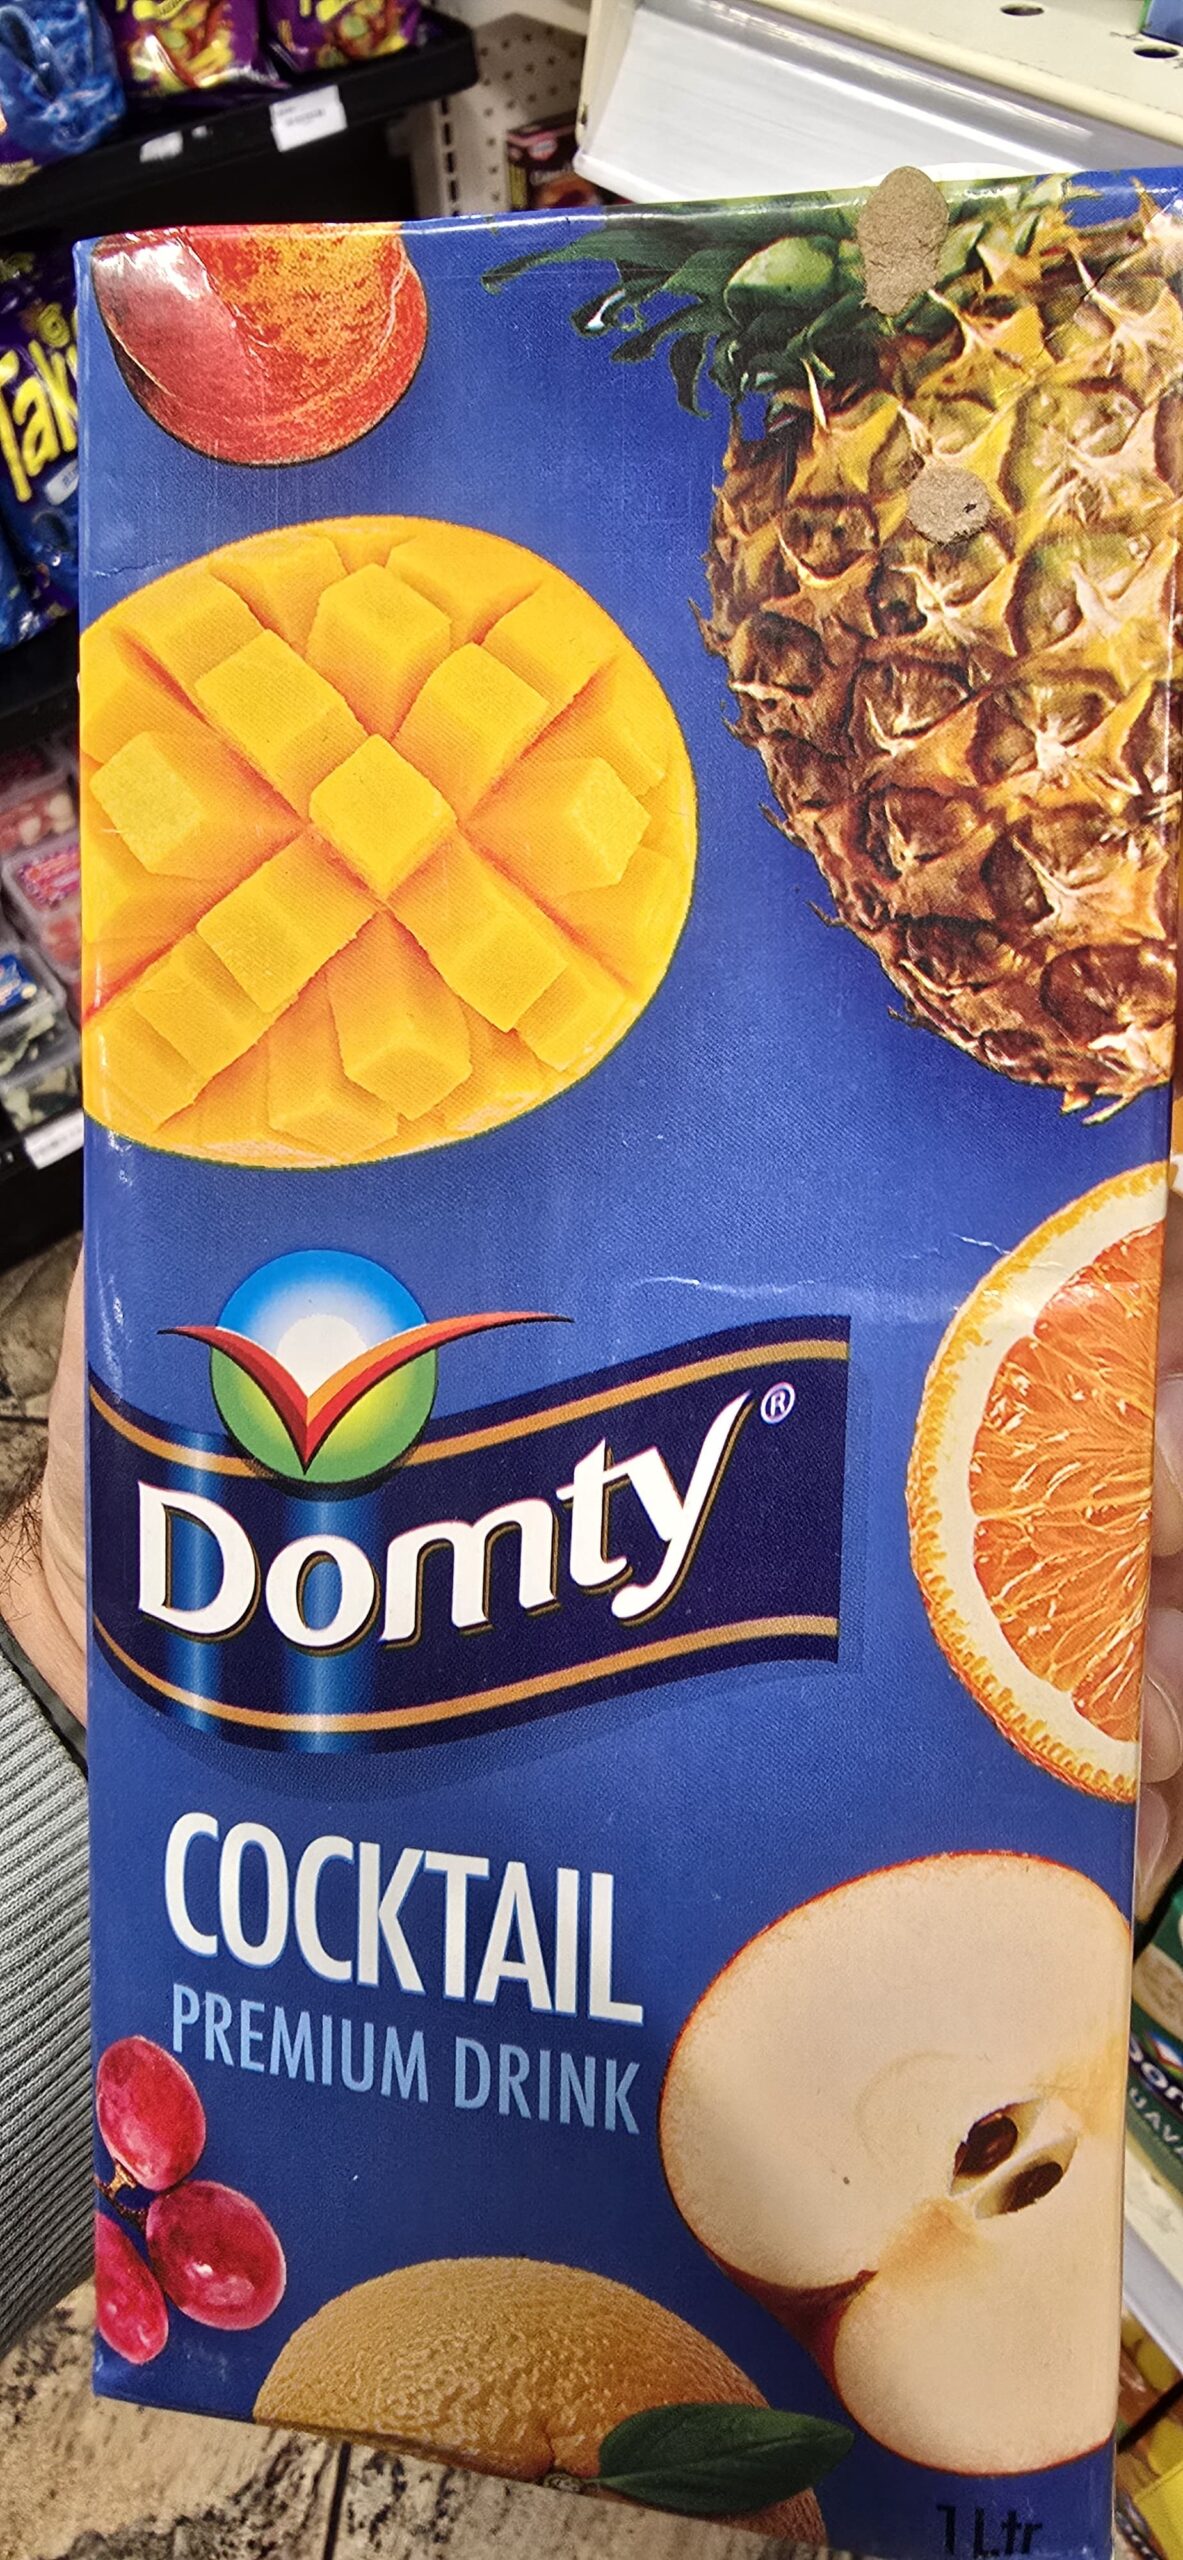 Domty®
COCKTAIL
PREMIUM DRINK
1 Ltr